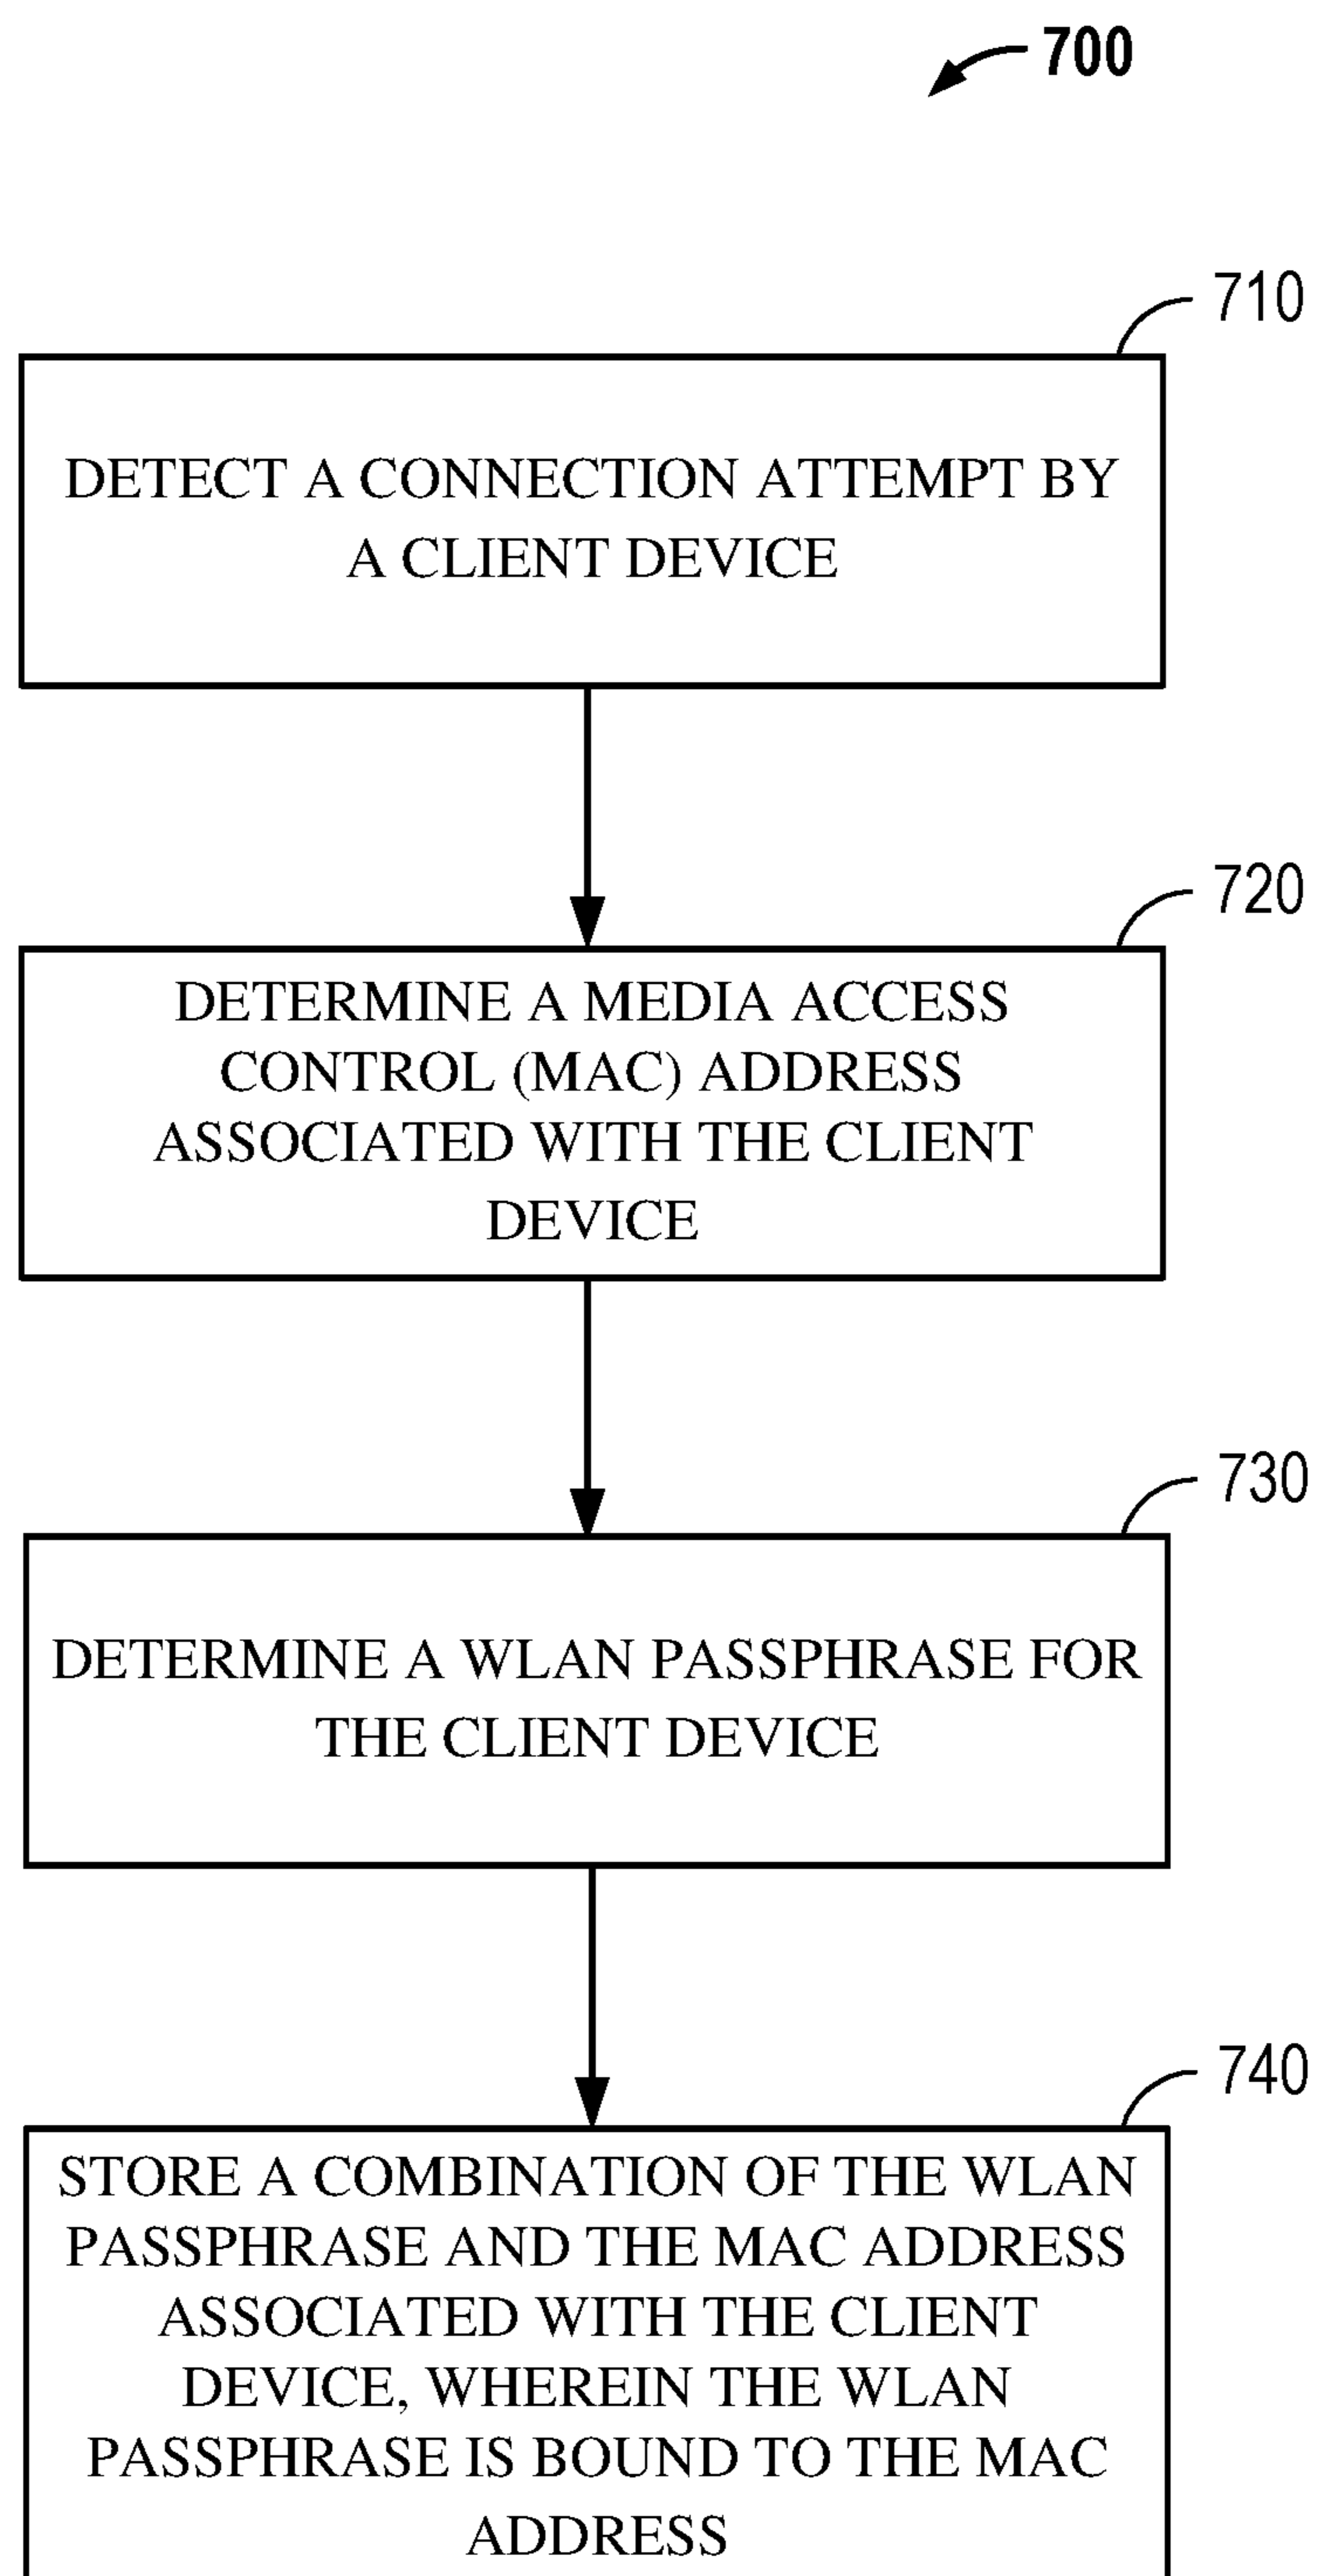 700
710
DETECT A CONNECTION ATTEMPT BY
A CLIENT DEVICE
720
DETERMINE A MEDIA ACCESS
CONTROL (MAC) ADDRESS
ASSOCIATED WITH THE CLIENT
DEVICE
730
DETERMINE A WLAN PASSPHRASE FOR
THE CLIENT DEVICE
740
STORE A COMBINATION OF THE WLAN
PASSPHRASE AND THE MAC ADDRESS
ASSOCIATED WITH THE CLIENT
DEVICE, WHEREIN THE WLAN
PASSPHRASE IS BOUND TO THE MAC
ADDRESS